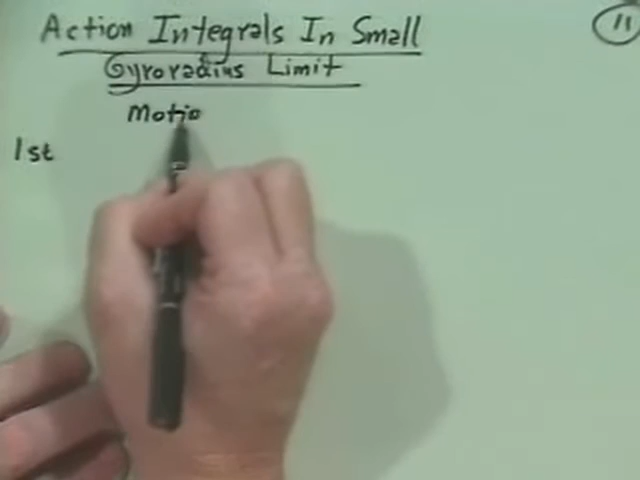 Action Integrals In Small
11
Gyroradius Limit
Motio
1st